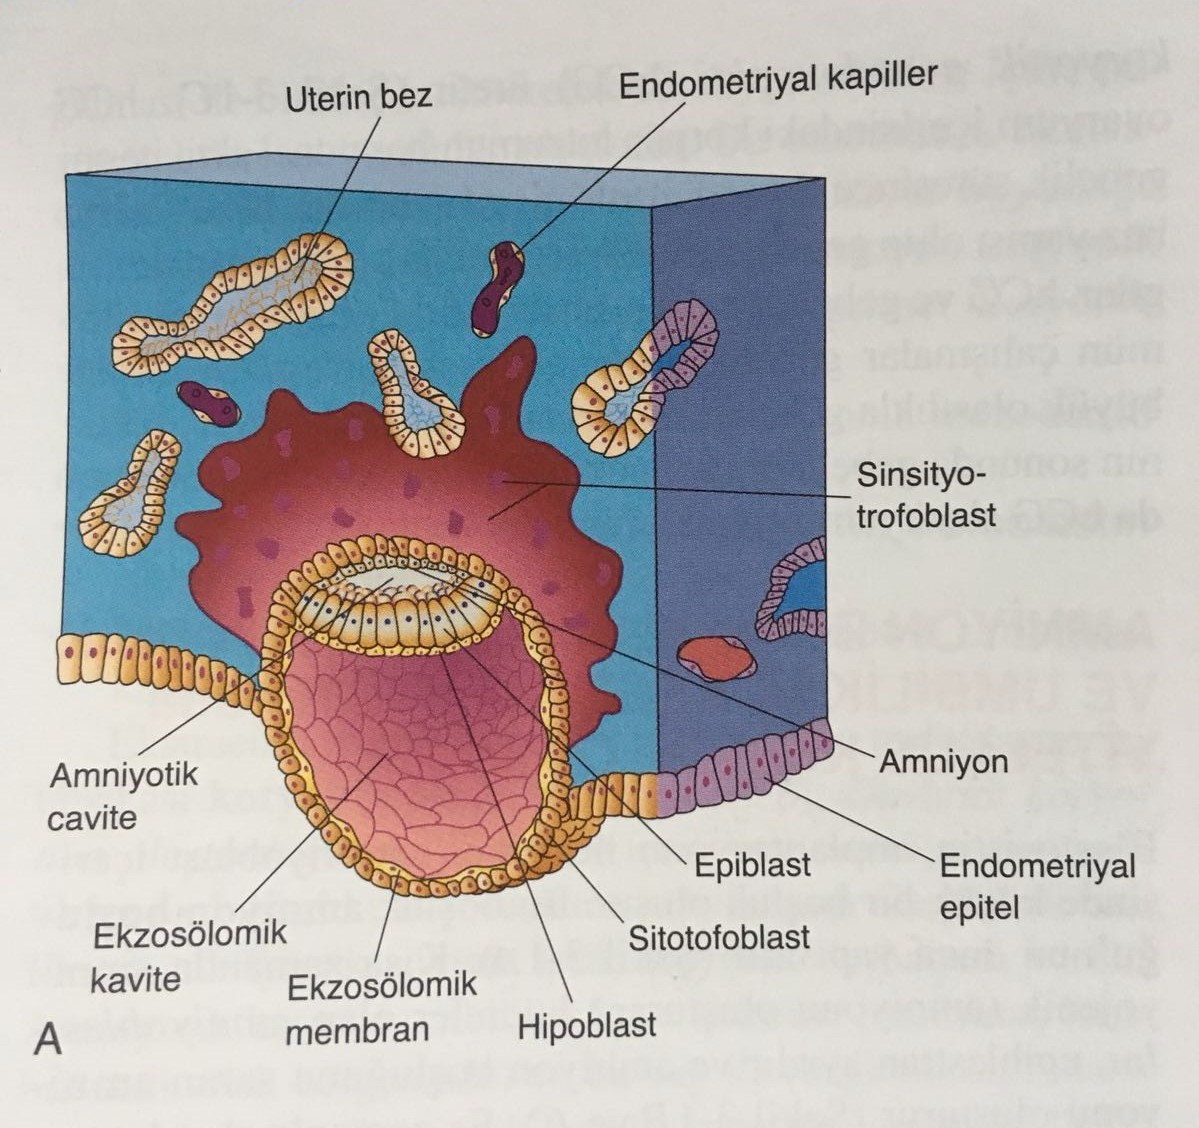 Uterin bez
Endometriyal kapiller
Sinsityo-
trofoblast
Amniyotik
cavite
Amniyon
Epiblast
Endometriyal
epitel
Ekzosölomik
kavite
Sitotofoblast
Ekzosölomik
membran
Hipoblast
A